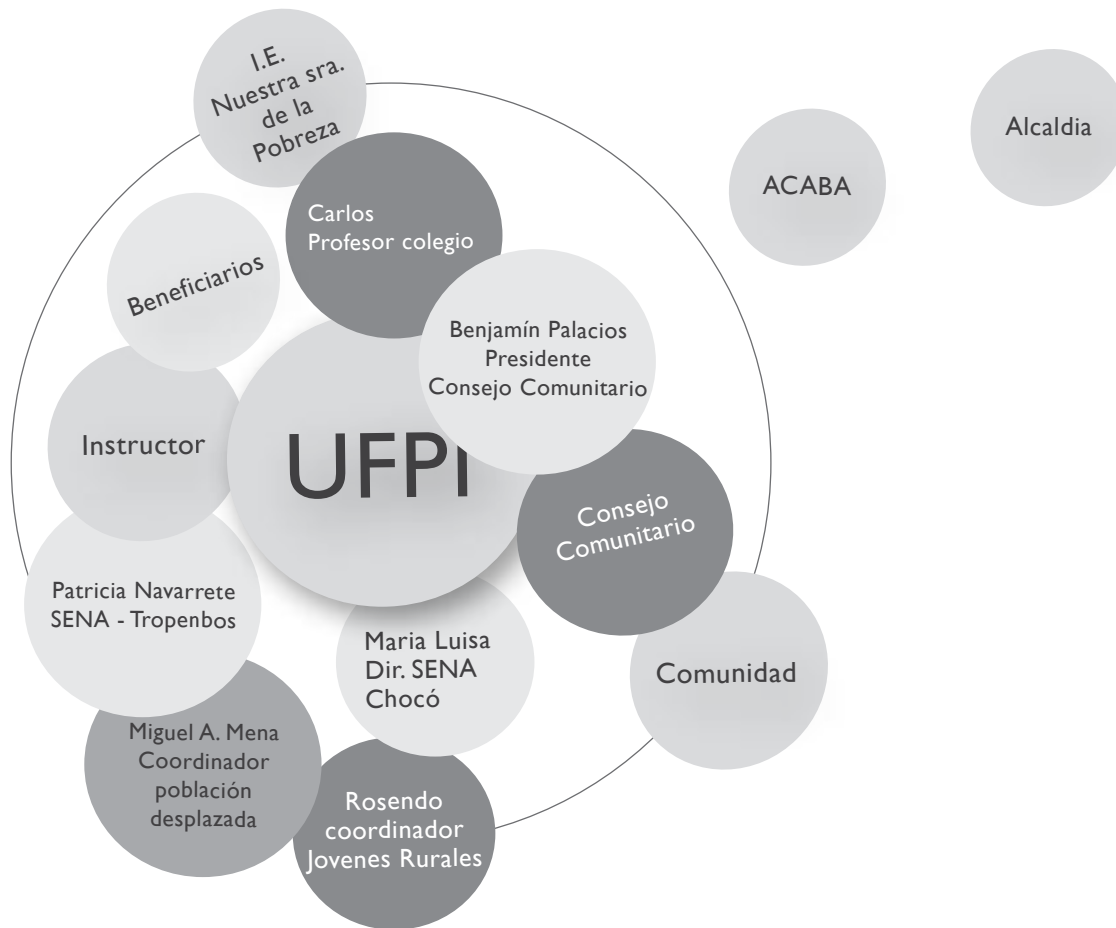 I.E.
Nuestra sra.
de la
Pobreza
Alcaldia
ACABA
Carlos
Profesor colegio
Beneficiarios
Benjamín Palacios
Presidente
Consejo Comunitario
Instructor
UFPI
Consejo
Comunitario
Patricia Navarrete
SENA - Tropenbos
Maria Luisa
Dir. SENA
Chocó
Comunidad
Miguel A. Mena
Coordinador
población
desplazada
Rosendo
coordinador
Jovenes Rurales